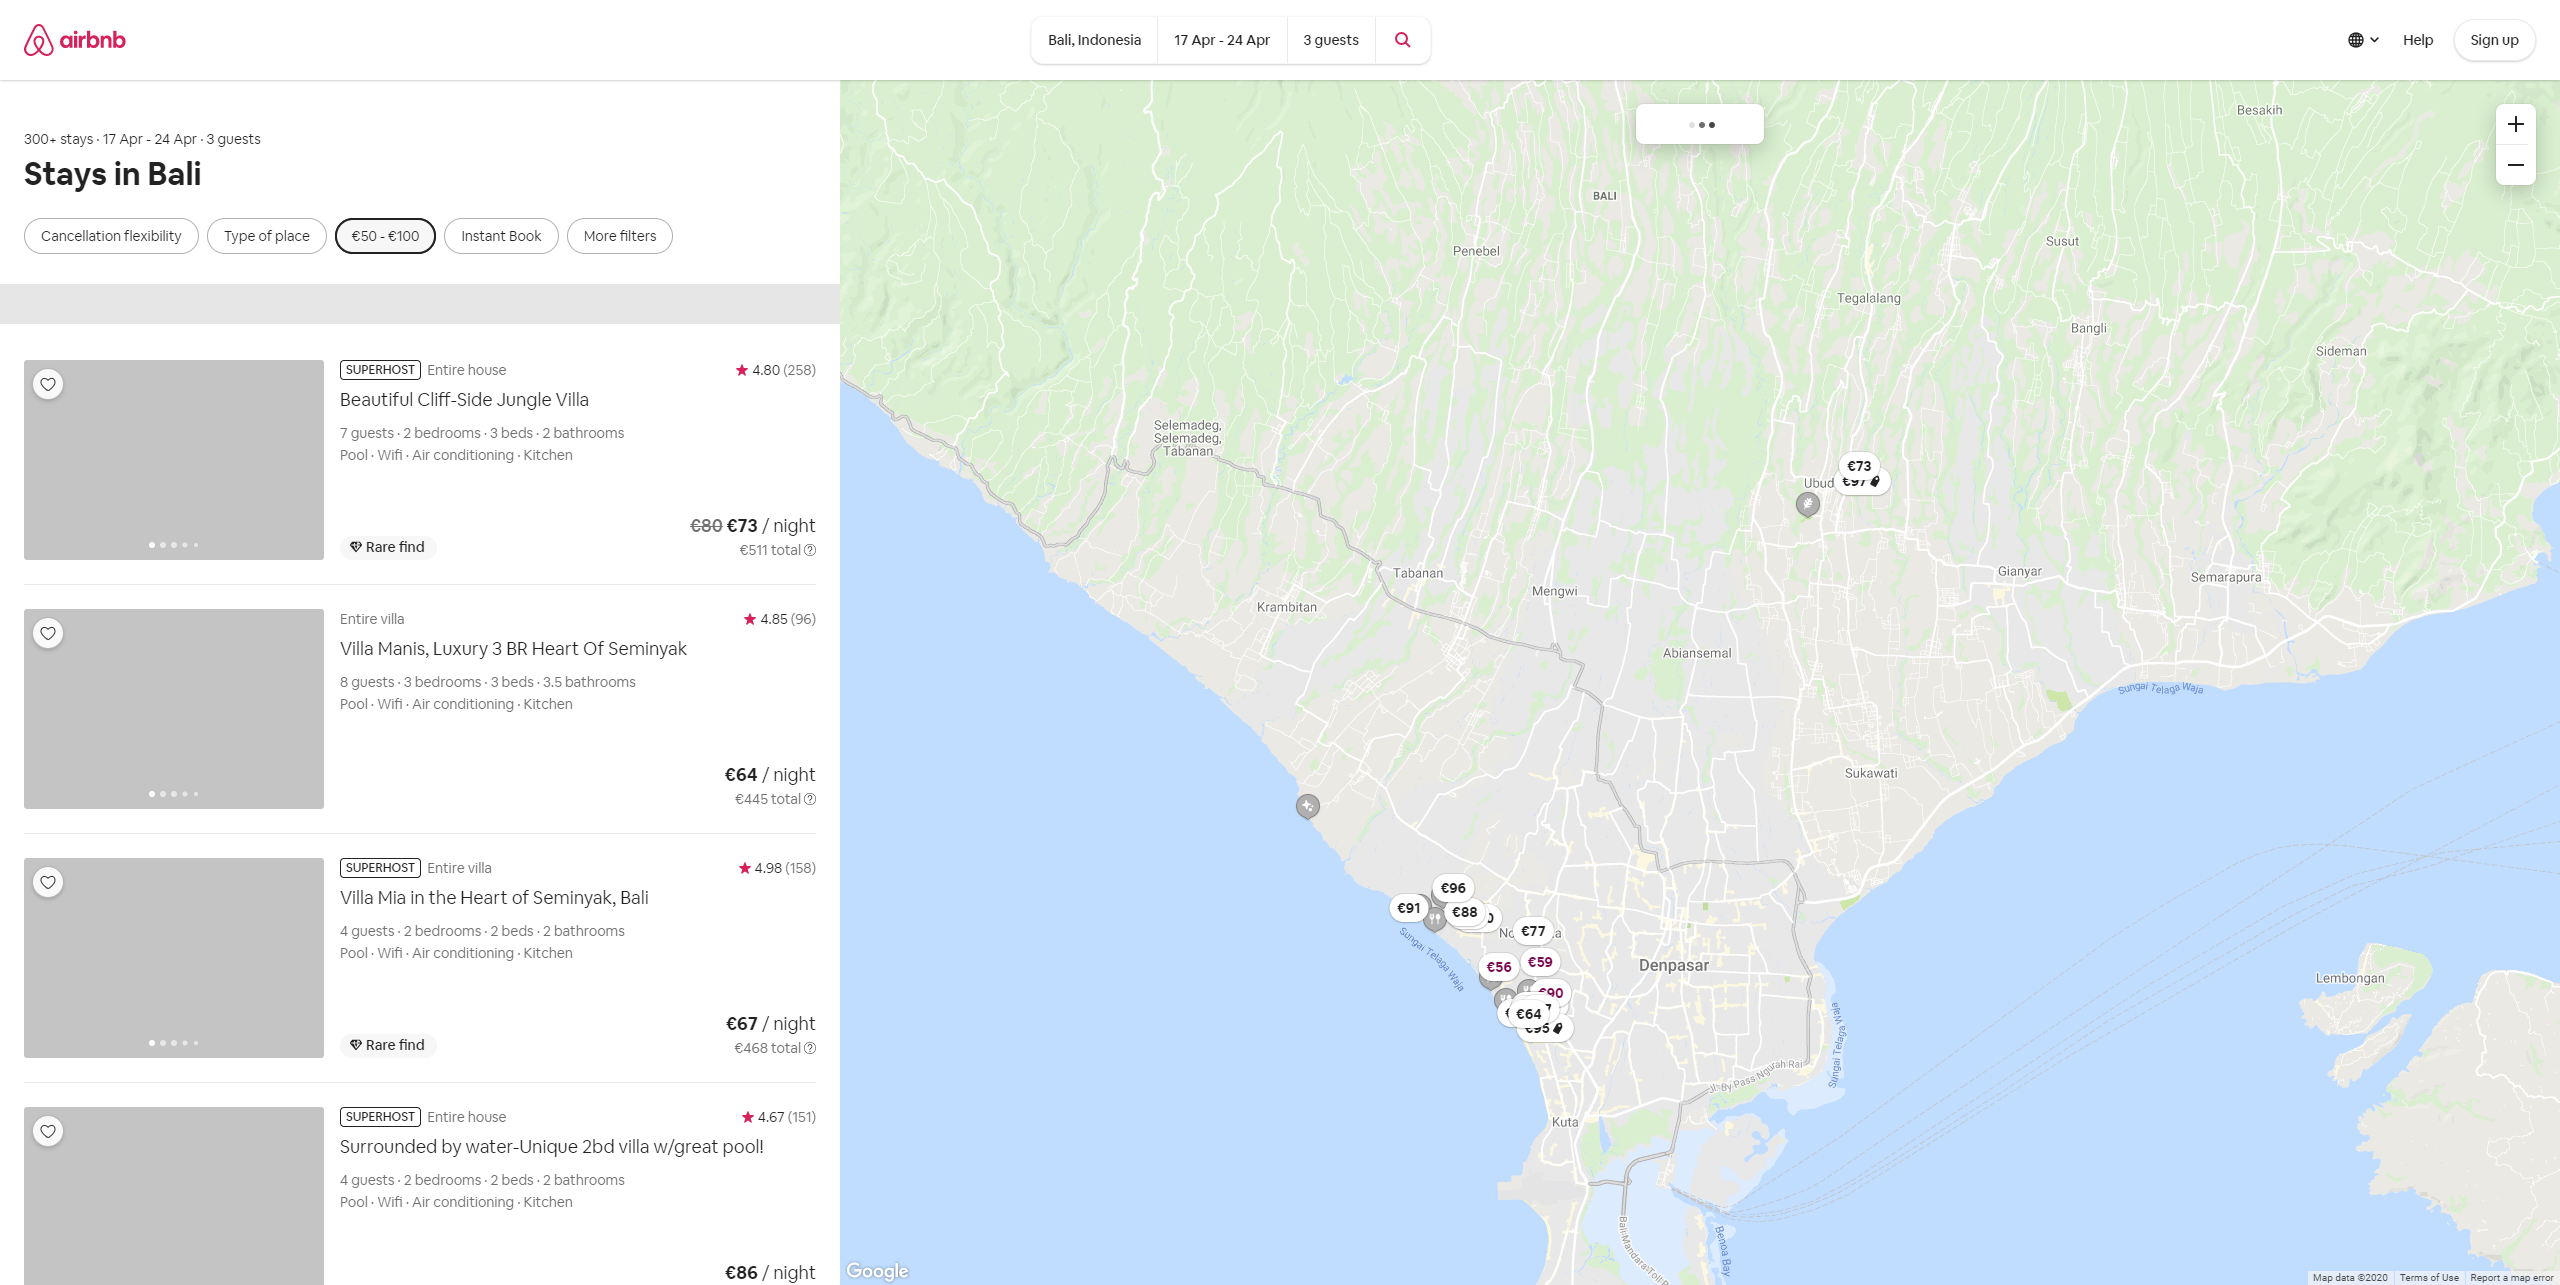 airbnb
Bali, Indonesia
17 Apr - 24 Apr
3 guests
Help
Sign up
300+ stays · 17 Apr - 24 Apr · 3 guests
Stays in Bali
Cancellation flexibility
Type of place
€50 - €100
Instant Book
More filters
SUPERHOST Entire house
4.80 (258)
Beautiful Cliff-Side Jungle Villa
7 guests · 2 bedrooms · 3 beds · 2 bathrooms
Pool · Wifi · Air conditioning · Kitchen
€80 €73 / night
Rare find
€511 total
Entire villa
4.85 (96)
Villa Manis, Luxury 3 BR Heart Of Seminyak
8 guests · 3 bedrooms · 3 beds · 3.5 bathrooms
Pool · Wifi · Air conditioning · Kitchen
€64 / night
€445 total
SUPERHOST Entire villa
4.98 (158)
Villa Mia in the Heart of Seminyak, Bali
4 guests · 2 bedrooms · 2 beds · 2 bathrooms
Pool · Wifi · Air conditioning · Kitchen
€67 / night
Rare find
€468 total
SUPERHOST Entire house
4.67 (151)
Surrounded by water-Unique 2bd villa w/great pool!
4 guests · 2 bedrooms · 2 beds · 2 bathrooms
Pool · Wifi · Air conditioning · Kitchen
€86 / night
Besakih
BALI
Penebel
Susut
Tegalalang
Bangli
Sideman
Selemadeg,
Selemadeg,
Tabanan
€73
Ubud
€97
Tabanan
Mengwi
Gianyar
Semarapura
Krambitan
Abiansemal
Sungai Telaga Waja
Sukawati
€96
€91
€88
€77
Sungai Telaga Waja
€56
€59
Denpasar
Lembongan
€90
€64
€95
Sungai Telaga Waja
Jl. By Pass Ngurah Rai
Kuta
Bali Mandara Toll
Benoa Bay
Google
Map data ©2020
Terms of Use
Report a map error